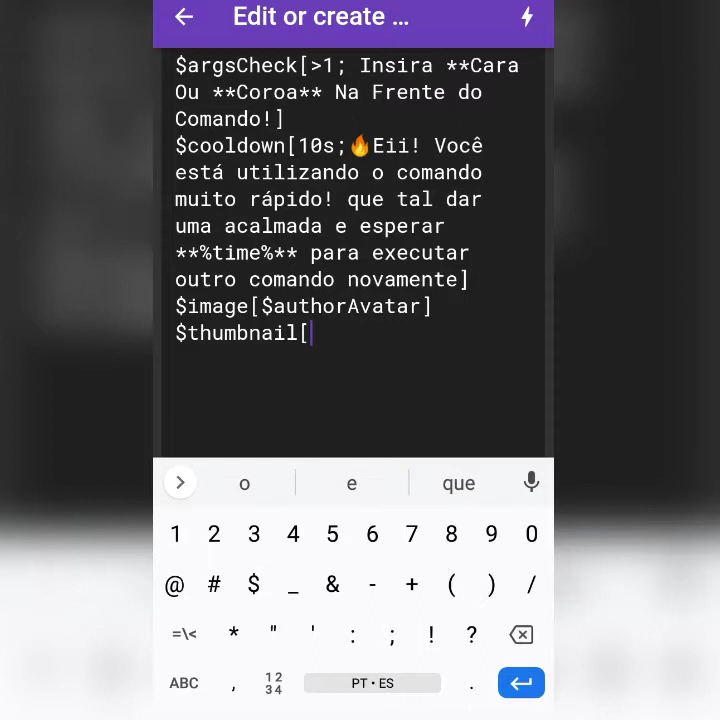 Edit or create ...
$argsCheck[>1; Insira **Cara
Ou **Coroa** Na Frente do
Comando!]
$cooldown[10s;🔥Eii! Você
está utilizando o comando
muito rápido! que tal dar
uma acalmada e esperar
**%time%** para executar
outro comando novamente]
$image[$authorAvatar]
$thumbnail[
o e que
1 2 3 4 5 6 7 8 9 0
@ # $ _ & - + ( ) /
=\< * " ' : ; ! ?
ABC , 12 34 PT • ES .